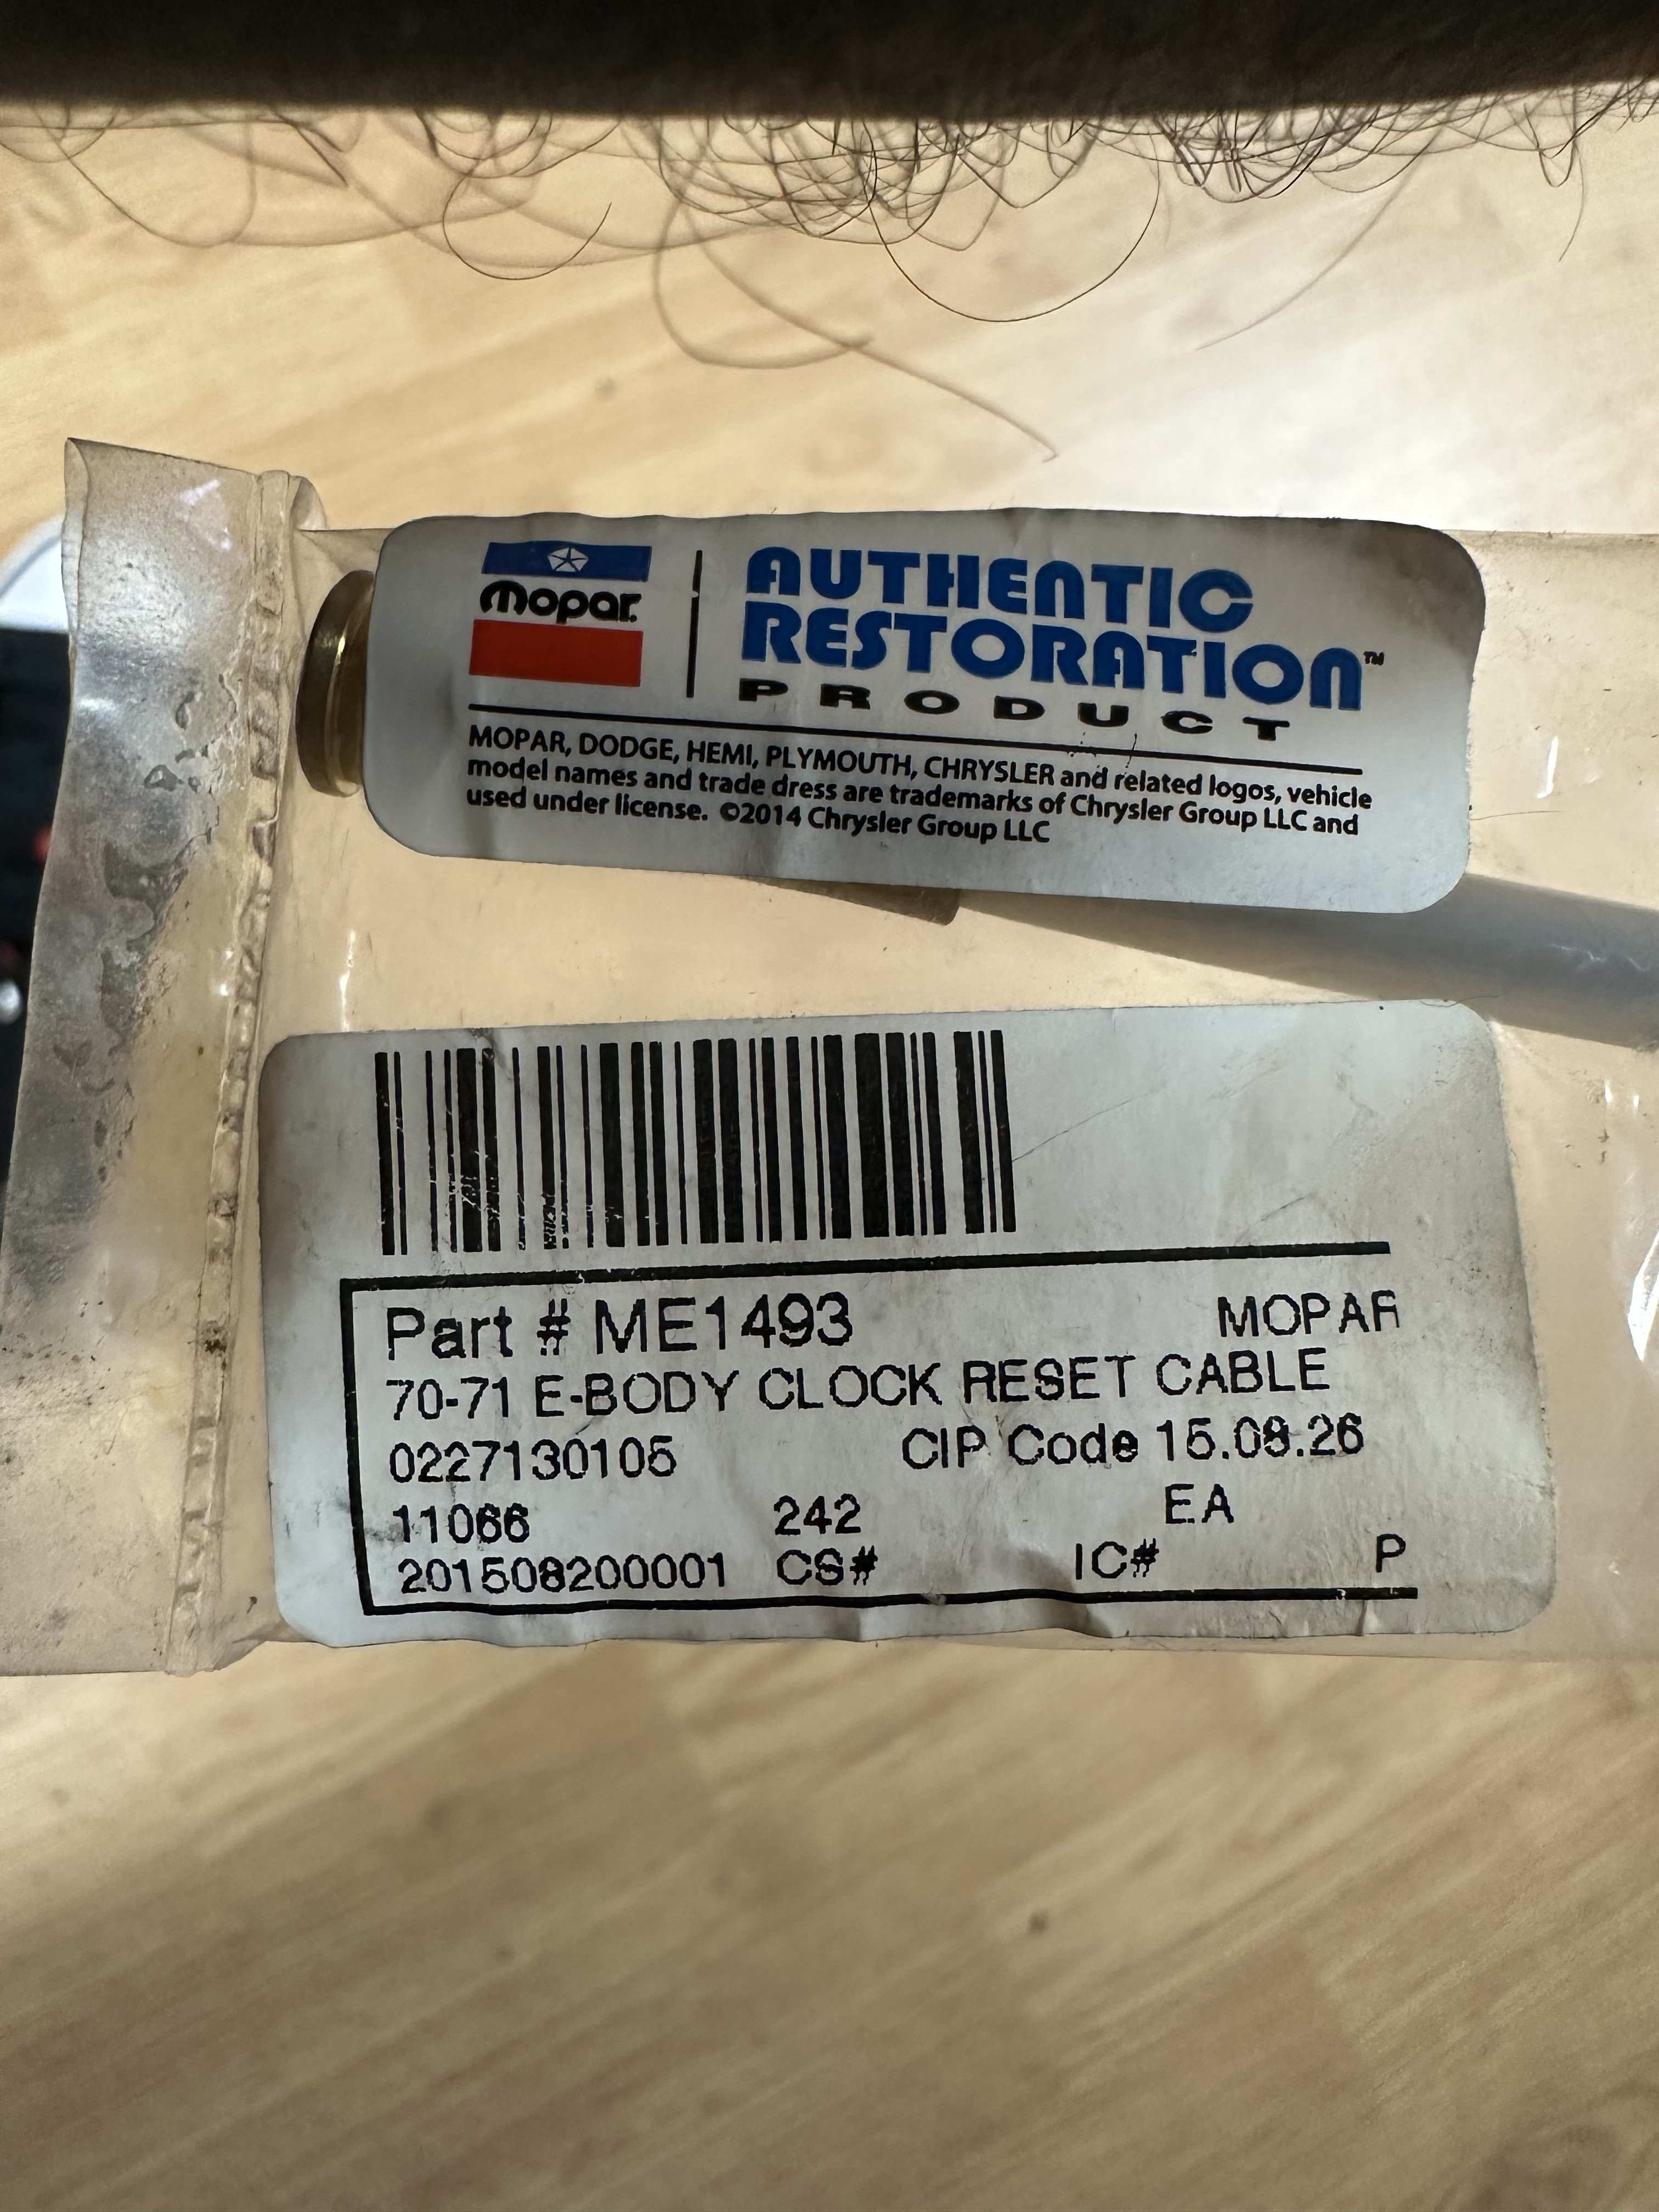 mopar.
AUTHENTIC
RESTORATION™
PRODUCT
MOPAR, DODGE, HEMI, PLYMOUTH, CHRYSLER and related logos, vehicle
model names and trade dress are trademarks of Chrysler Group LLC and
used under license. ©2014 Chrysler Group LLC
Part # ME1493 MOPAR
70-71 E-BODY CLOCK RESET CABLE
0227130105 CIP Code 15.08.26
11066 242 EA
201508200001 CS# IC# P